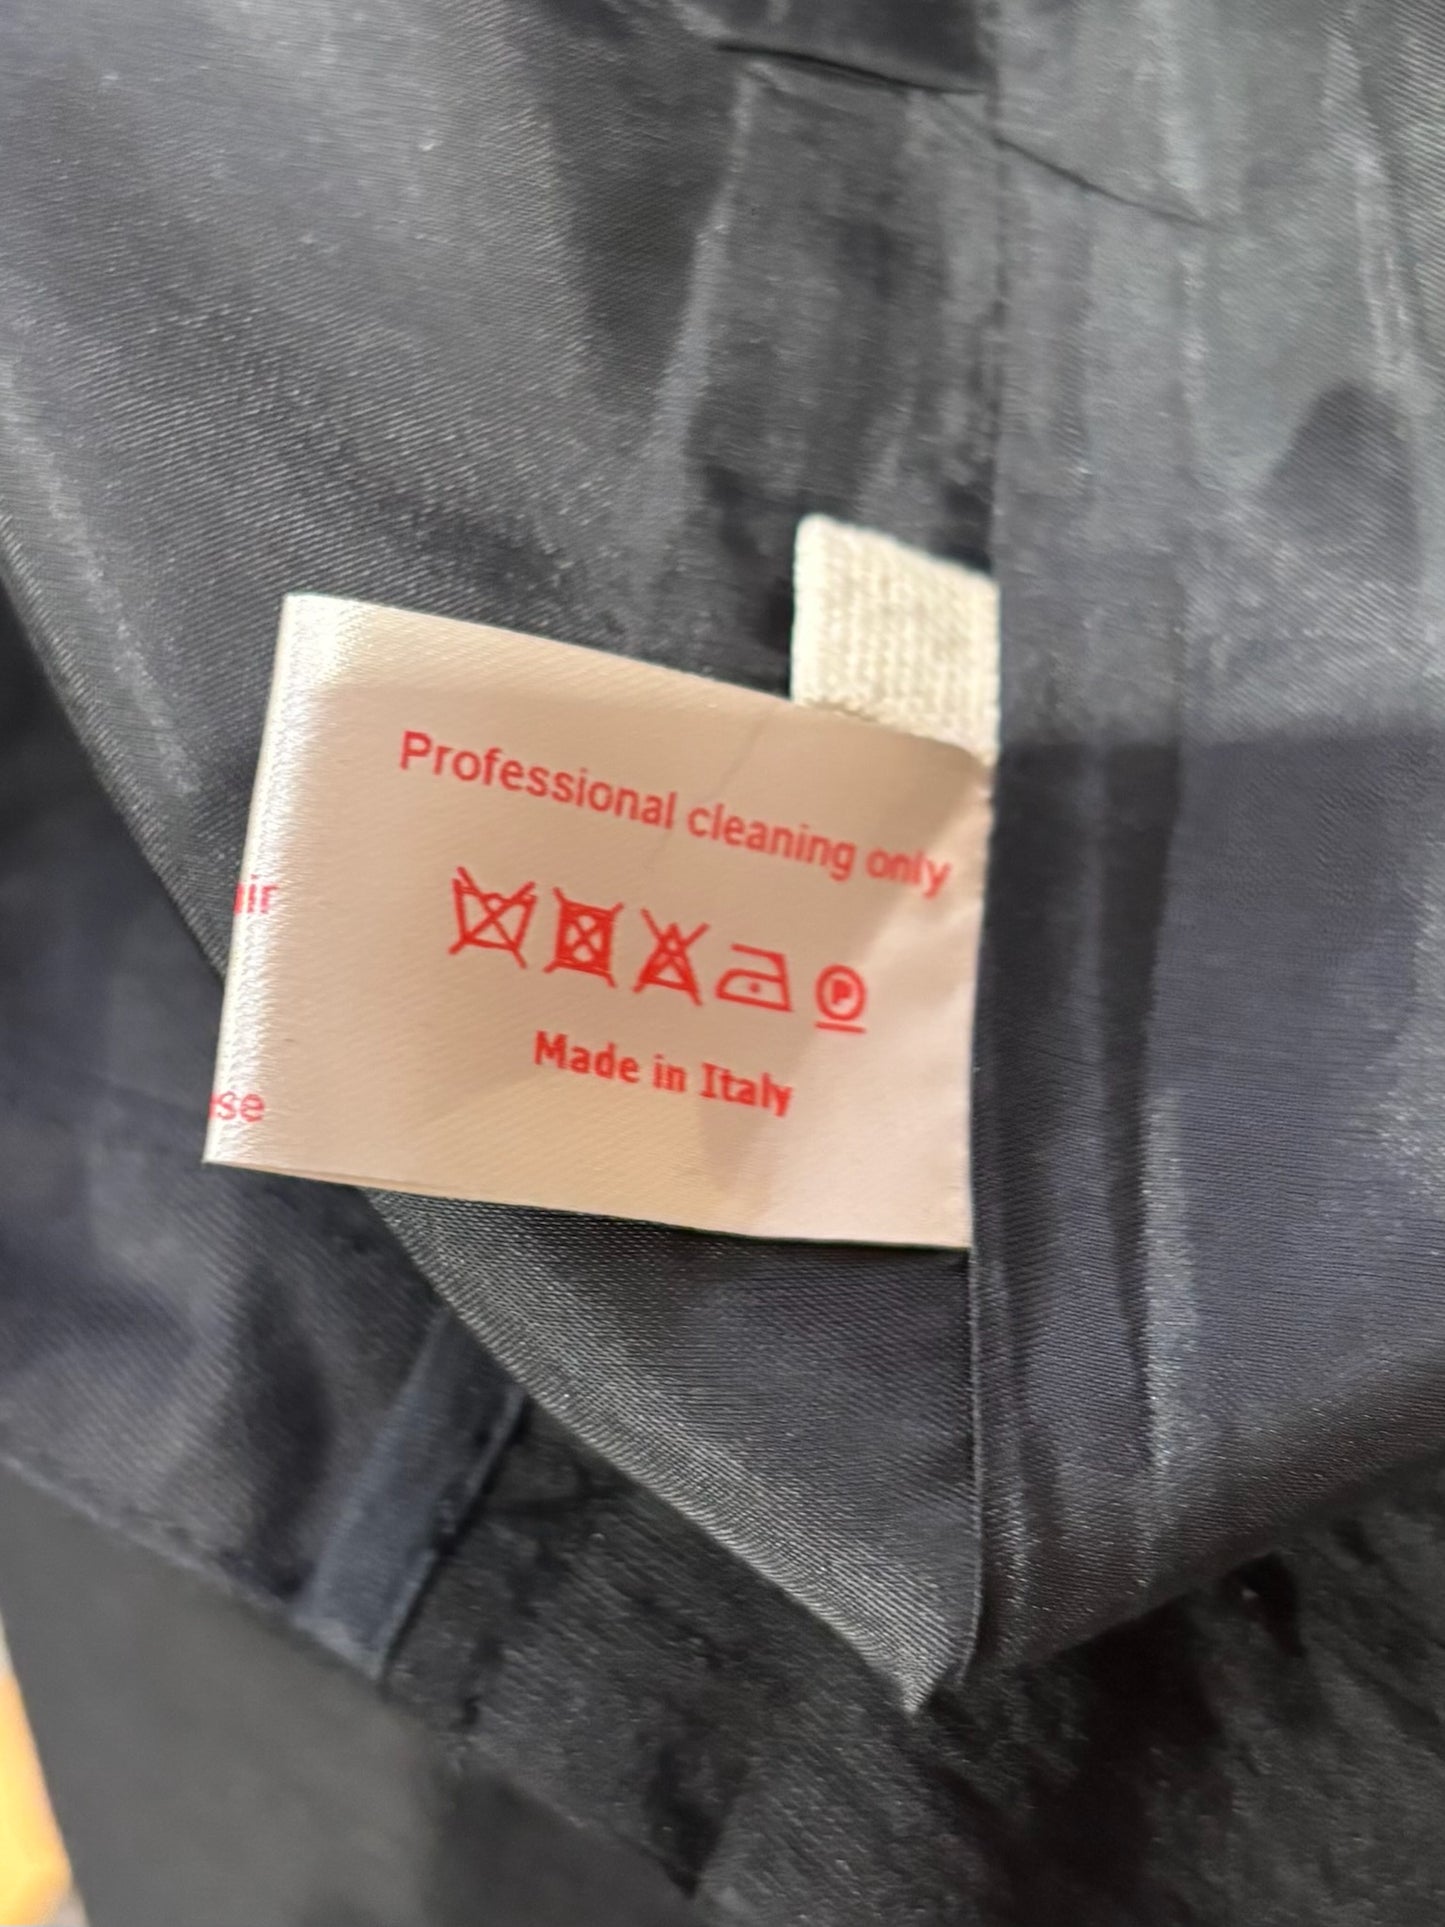 Professional cleaning only
P
Made in Italy